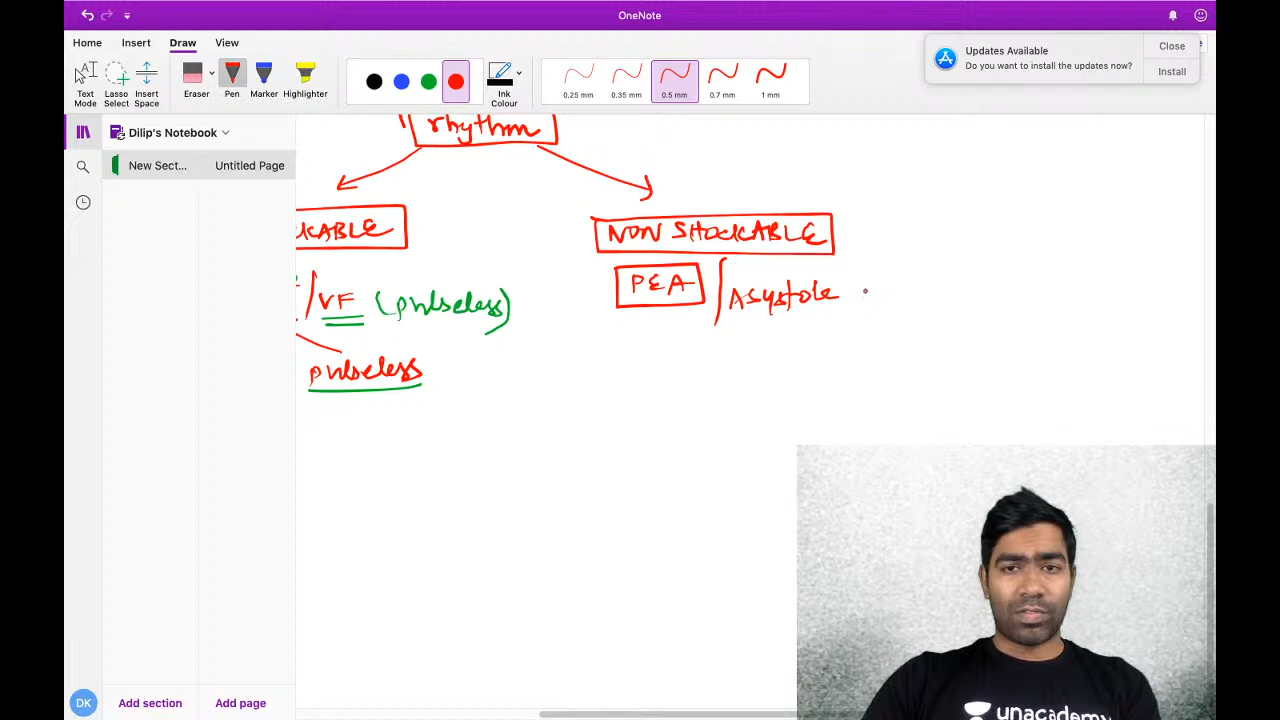 OneNote
Home Insert Draw View
Updates Available
Do you want to install the updates now?
Close
Install
Text Mode
Lasso Select
Insert Space
Eraser
Pen
Marker
Highlighter
Ink Colour
0.25 mm 0.35 mm 0.5 mm 0.7 mm 1 mm
Dilip's Notebook
New Sect...
Untitled Page
rhythm
CKABLE
NON SHOCKABLE
/VF (pulseless)
PEA / Asystole
pulseless
DK
Add section
Add page
unacademy